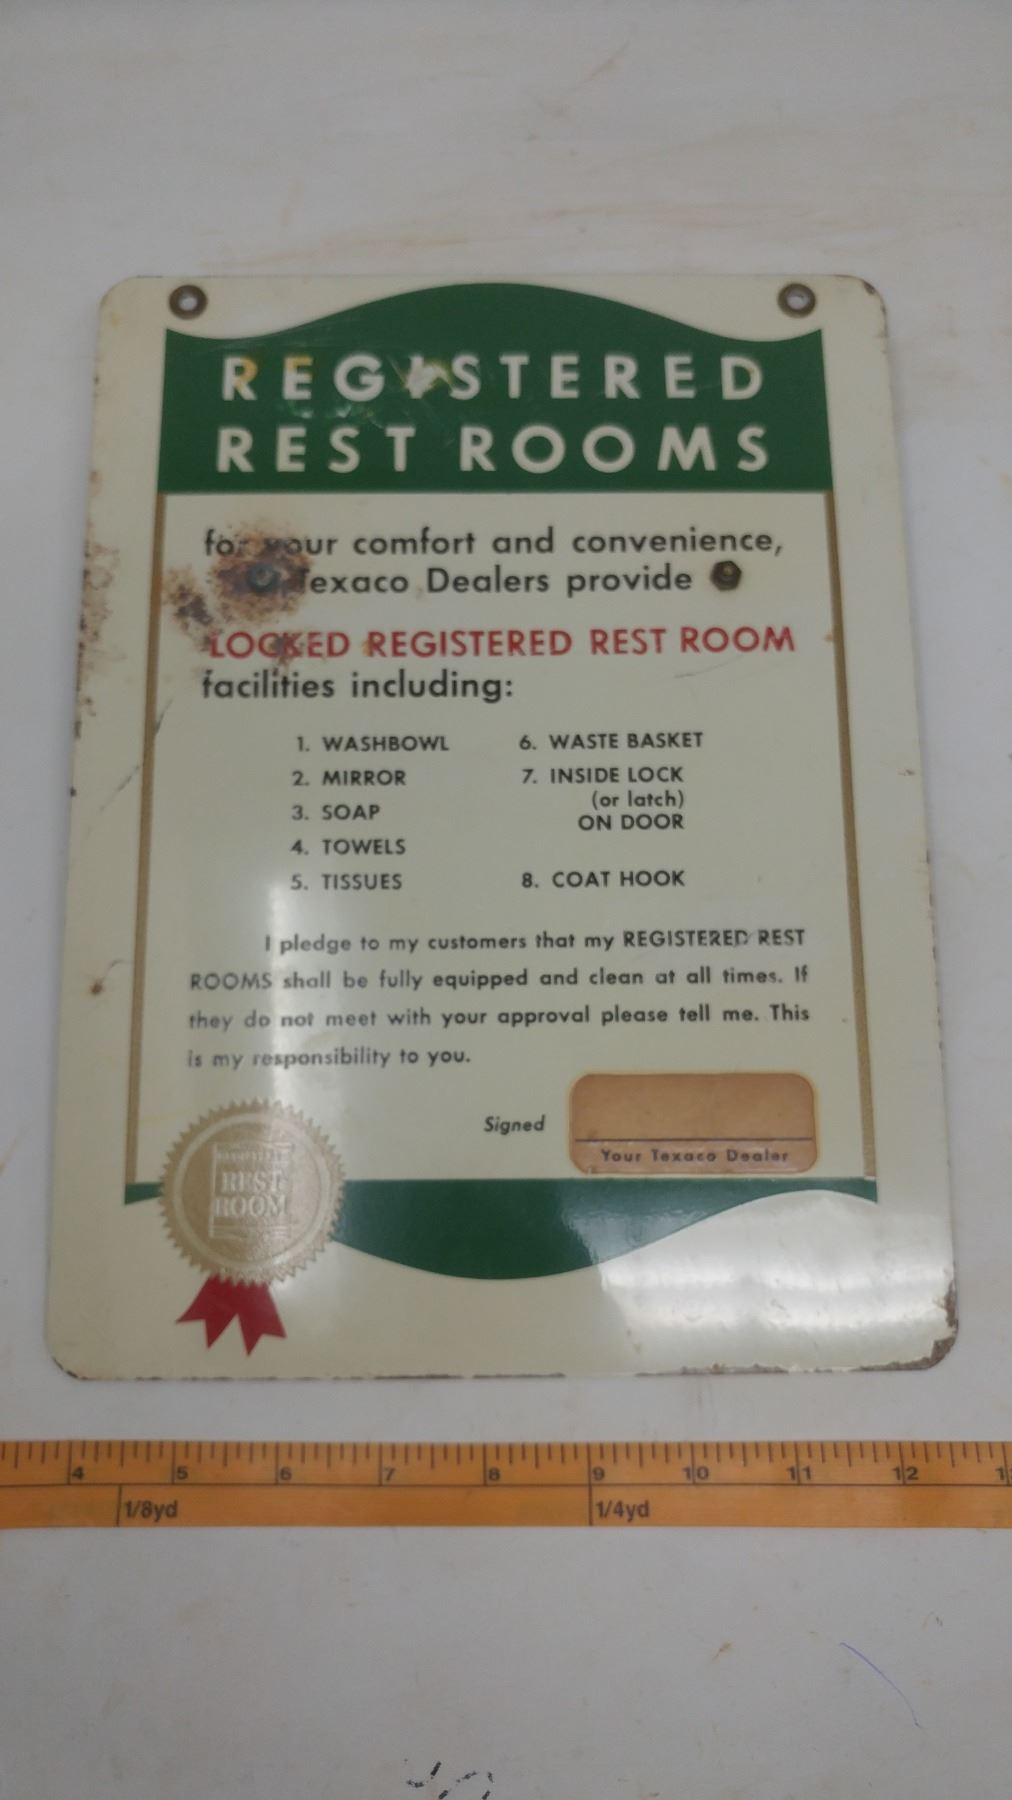 REGISTERED
REST ROOMS
for your comfort and convenience,
Texaco Dealers provide
LOCKED REGISTERED REST ROOM
facilities including:
1. WASHBOWL
2. MIRROR
3. SOAP
4. TOWELS
5. TISSUES
6. WASTE BASKET
7. INSIDE LOCK
(or latch)
ON DOOR
8. COAT HOOK
I pledge to my customers that my REGISTERED REST
ROOMS shall be fully equipped and clean at all times. If
they do not meet with your approval please tell me. This
is my responsibility to you.
Signed
Your Texaco Dealer
REST
ROOM
4 5 6 7 8 9 10 11 12
1/8yd 1/4yd